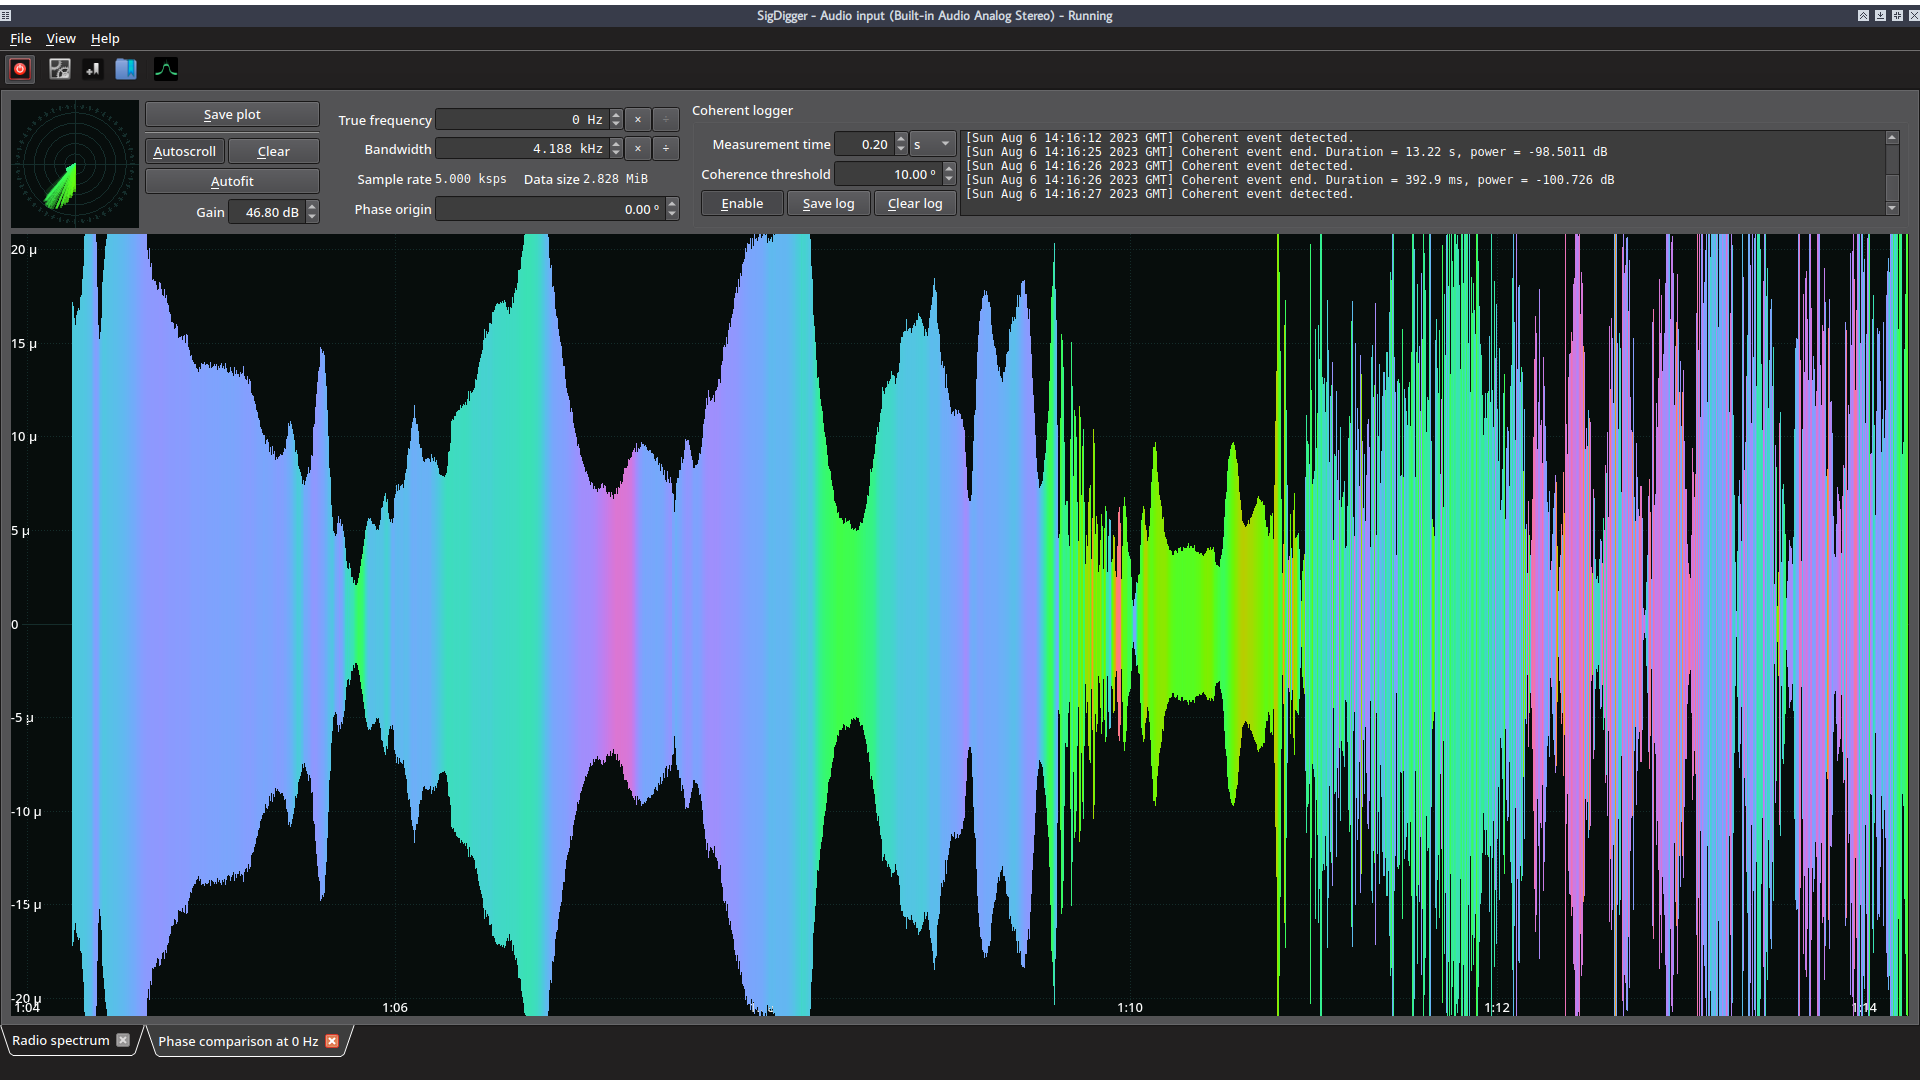 SigDigger - Audio input (Built-in Audio Analog Stereo) - Running
File View Help
Save plot
Autoscroll Clear
Autofit
Gain 46.80 dB
True frequency 0 Hz × ÷
Bandwidth 4.188 kHz × ÷
Sample rate 5.000 ksps Data size 2.828 MiB
Phase origin 0.00 °
Coherent logger
Measurement time 0.20 s
Coherence threshold 10.00 °
Enable Save log Clear log
[Sun Aug 6 14:16:12 2023 GMT] Coherent event detected.
[Sun Aug 6 14:16:25 2023 GMT] Coherent event end. Duration = 13.22 s, power = -98.5011 dB
[Sun Aug 6 14:16:26 2023 GMT] Coherent event detected.
[Sun Aug 6 14:16:26 2023 GMT] Coherent event end. Duration = 392.9 ms, power = -100.726 dB
[Sun Aug 6 14:16:27 2023 GMT] Coherent event detected.
20 µ
15 µ
10 µ
5 µ
0
-5 µ
-10 µ
-15 µ
-20 µ
1:04 1:06 1:10 1:12 1:14
Radio spectrum
Phase comparison at 0 Hz